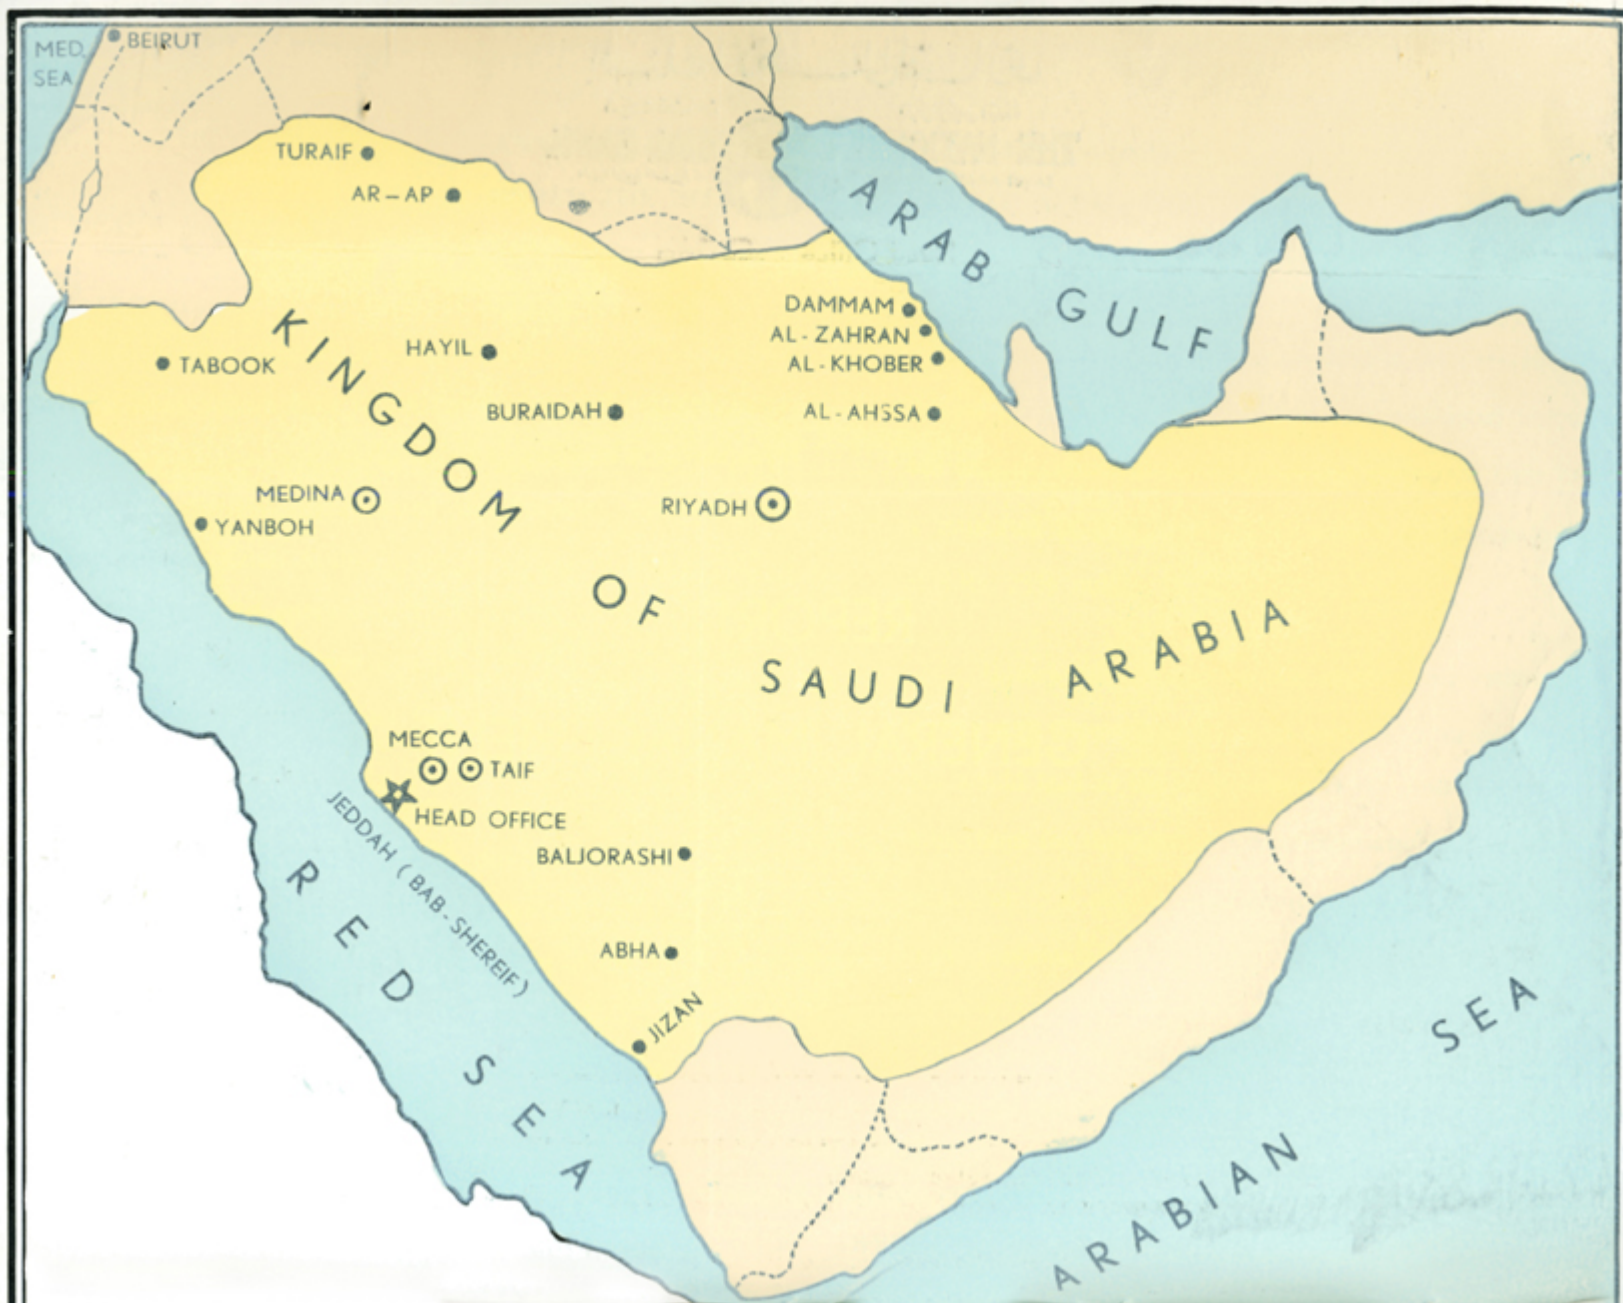 MED. SEA
BEIRUT
TURAIF
AR-AP
ARAB GULF
DAMMAM
AL-ZAHRAN
AL-KHOBER
AL-AHSSA
TABOOK
HAYIL
BURAIDAH
KINGDOM OF SAUDI ARABIA
MEDINA
YANBOH
RIYADH
MECCA
TAIF
HEAD OFFICE
JEDDAH (BAB-SHEREIF)
BALJORASHI
ABHA
JIZAN
RED SEA
ARABIAN SEA